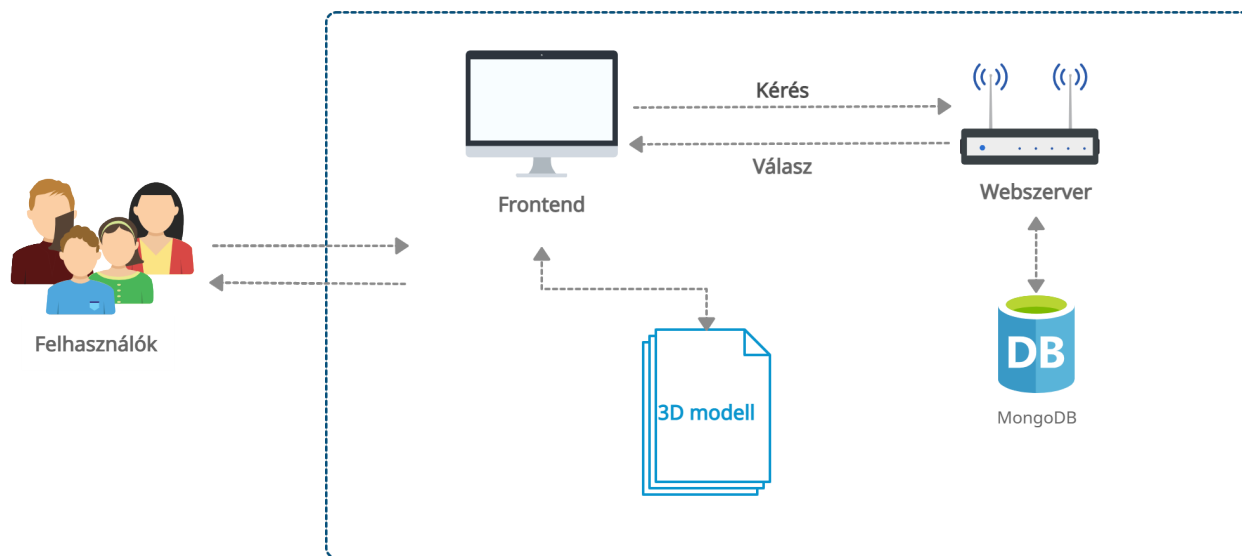 Kérés
Válasz
Frontend
Webszerver
Felhasználók
3D modell
DB
MongoDB